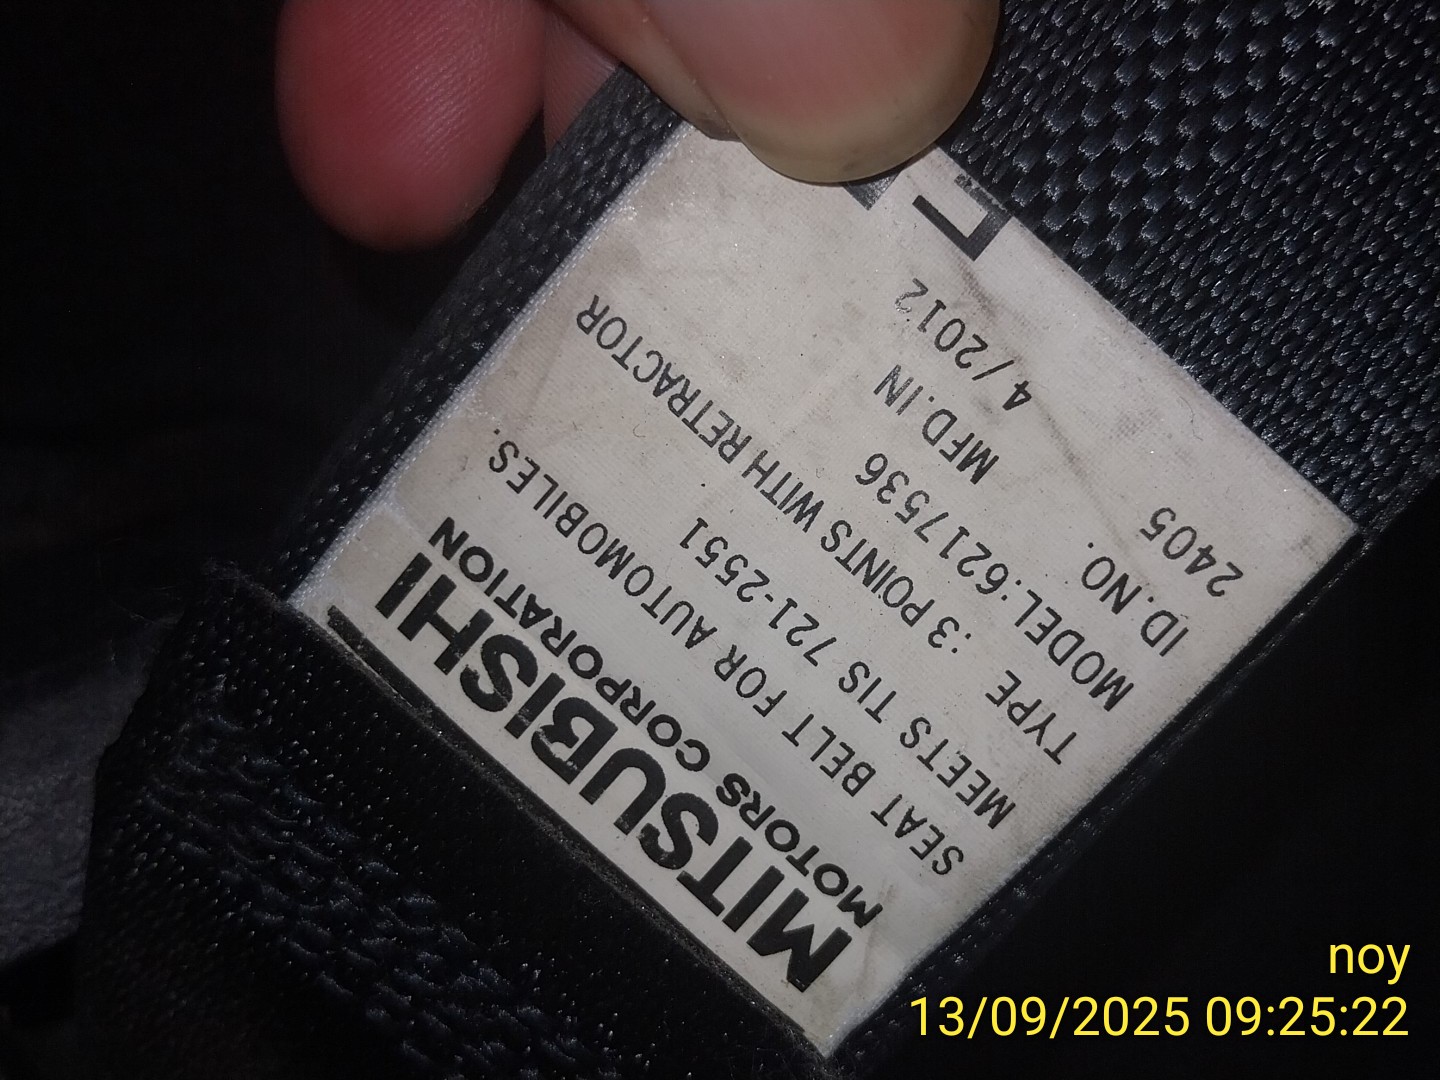 MITSUBISHI
MOTORS CORPORATION
SEAT BELT FOR AUTOMOBILES.
MEETS TIS 721-2551
TYPE .3 POINTS WITH RETRACTOR
MODEL:6217536
ID.NO. MFD.IN
24405 4/2012
noy
13/09/2025 09:25:22